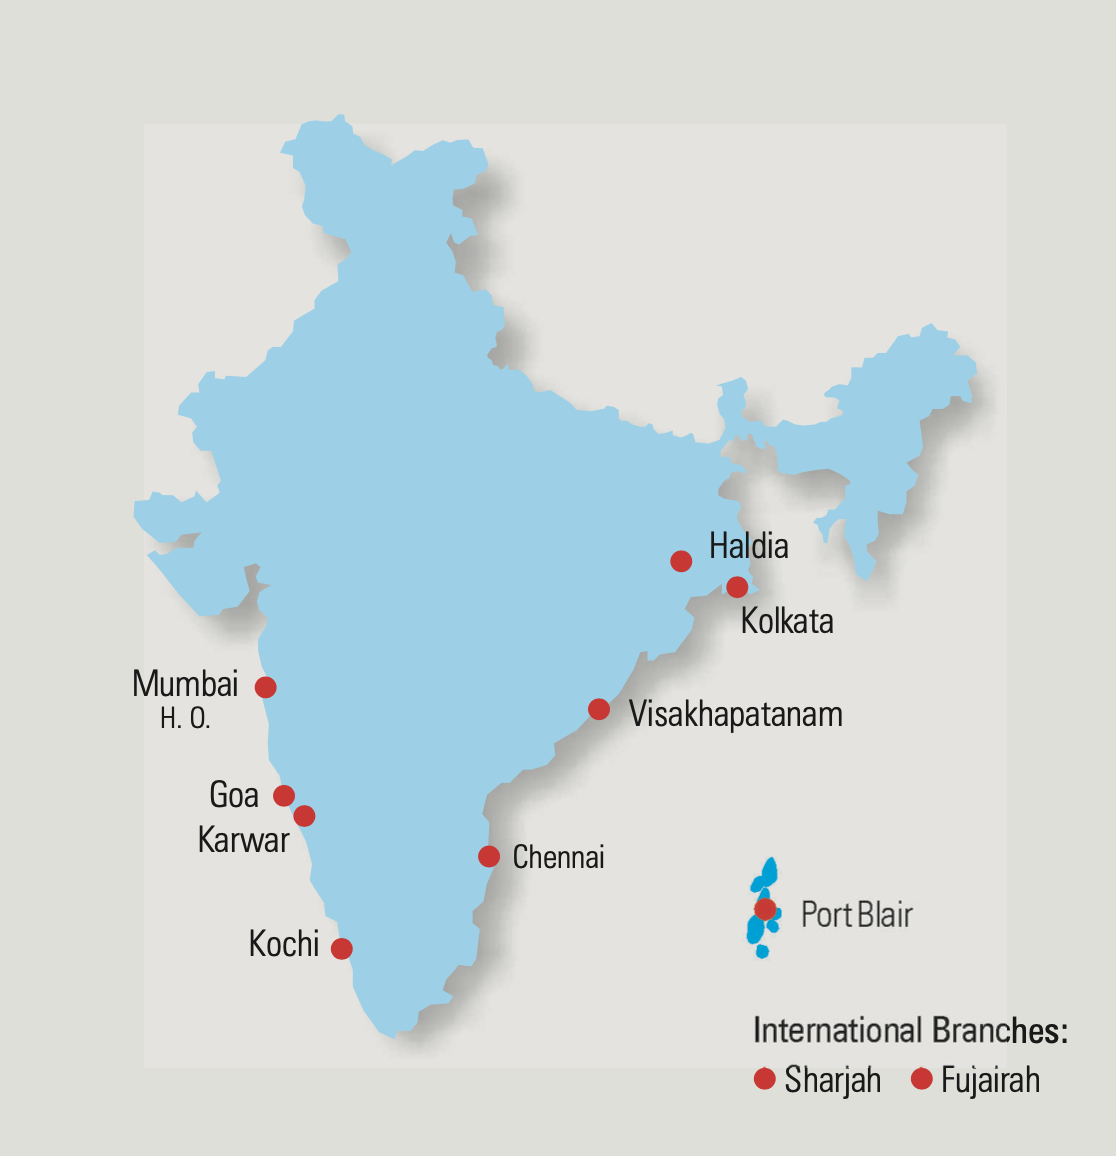 Haldia
Kolkata
Mumbai
H. O.
Visakhapatanam
Goa
Karwar
Chennai
Port Blair
Kochi
International Branches:
Sharjah Fujairah